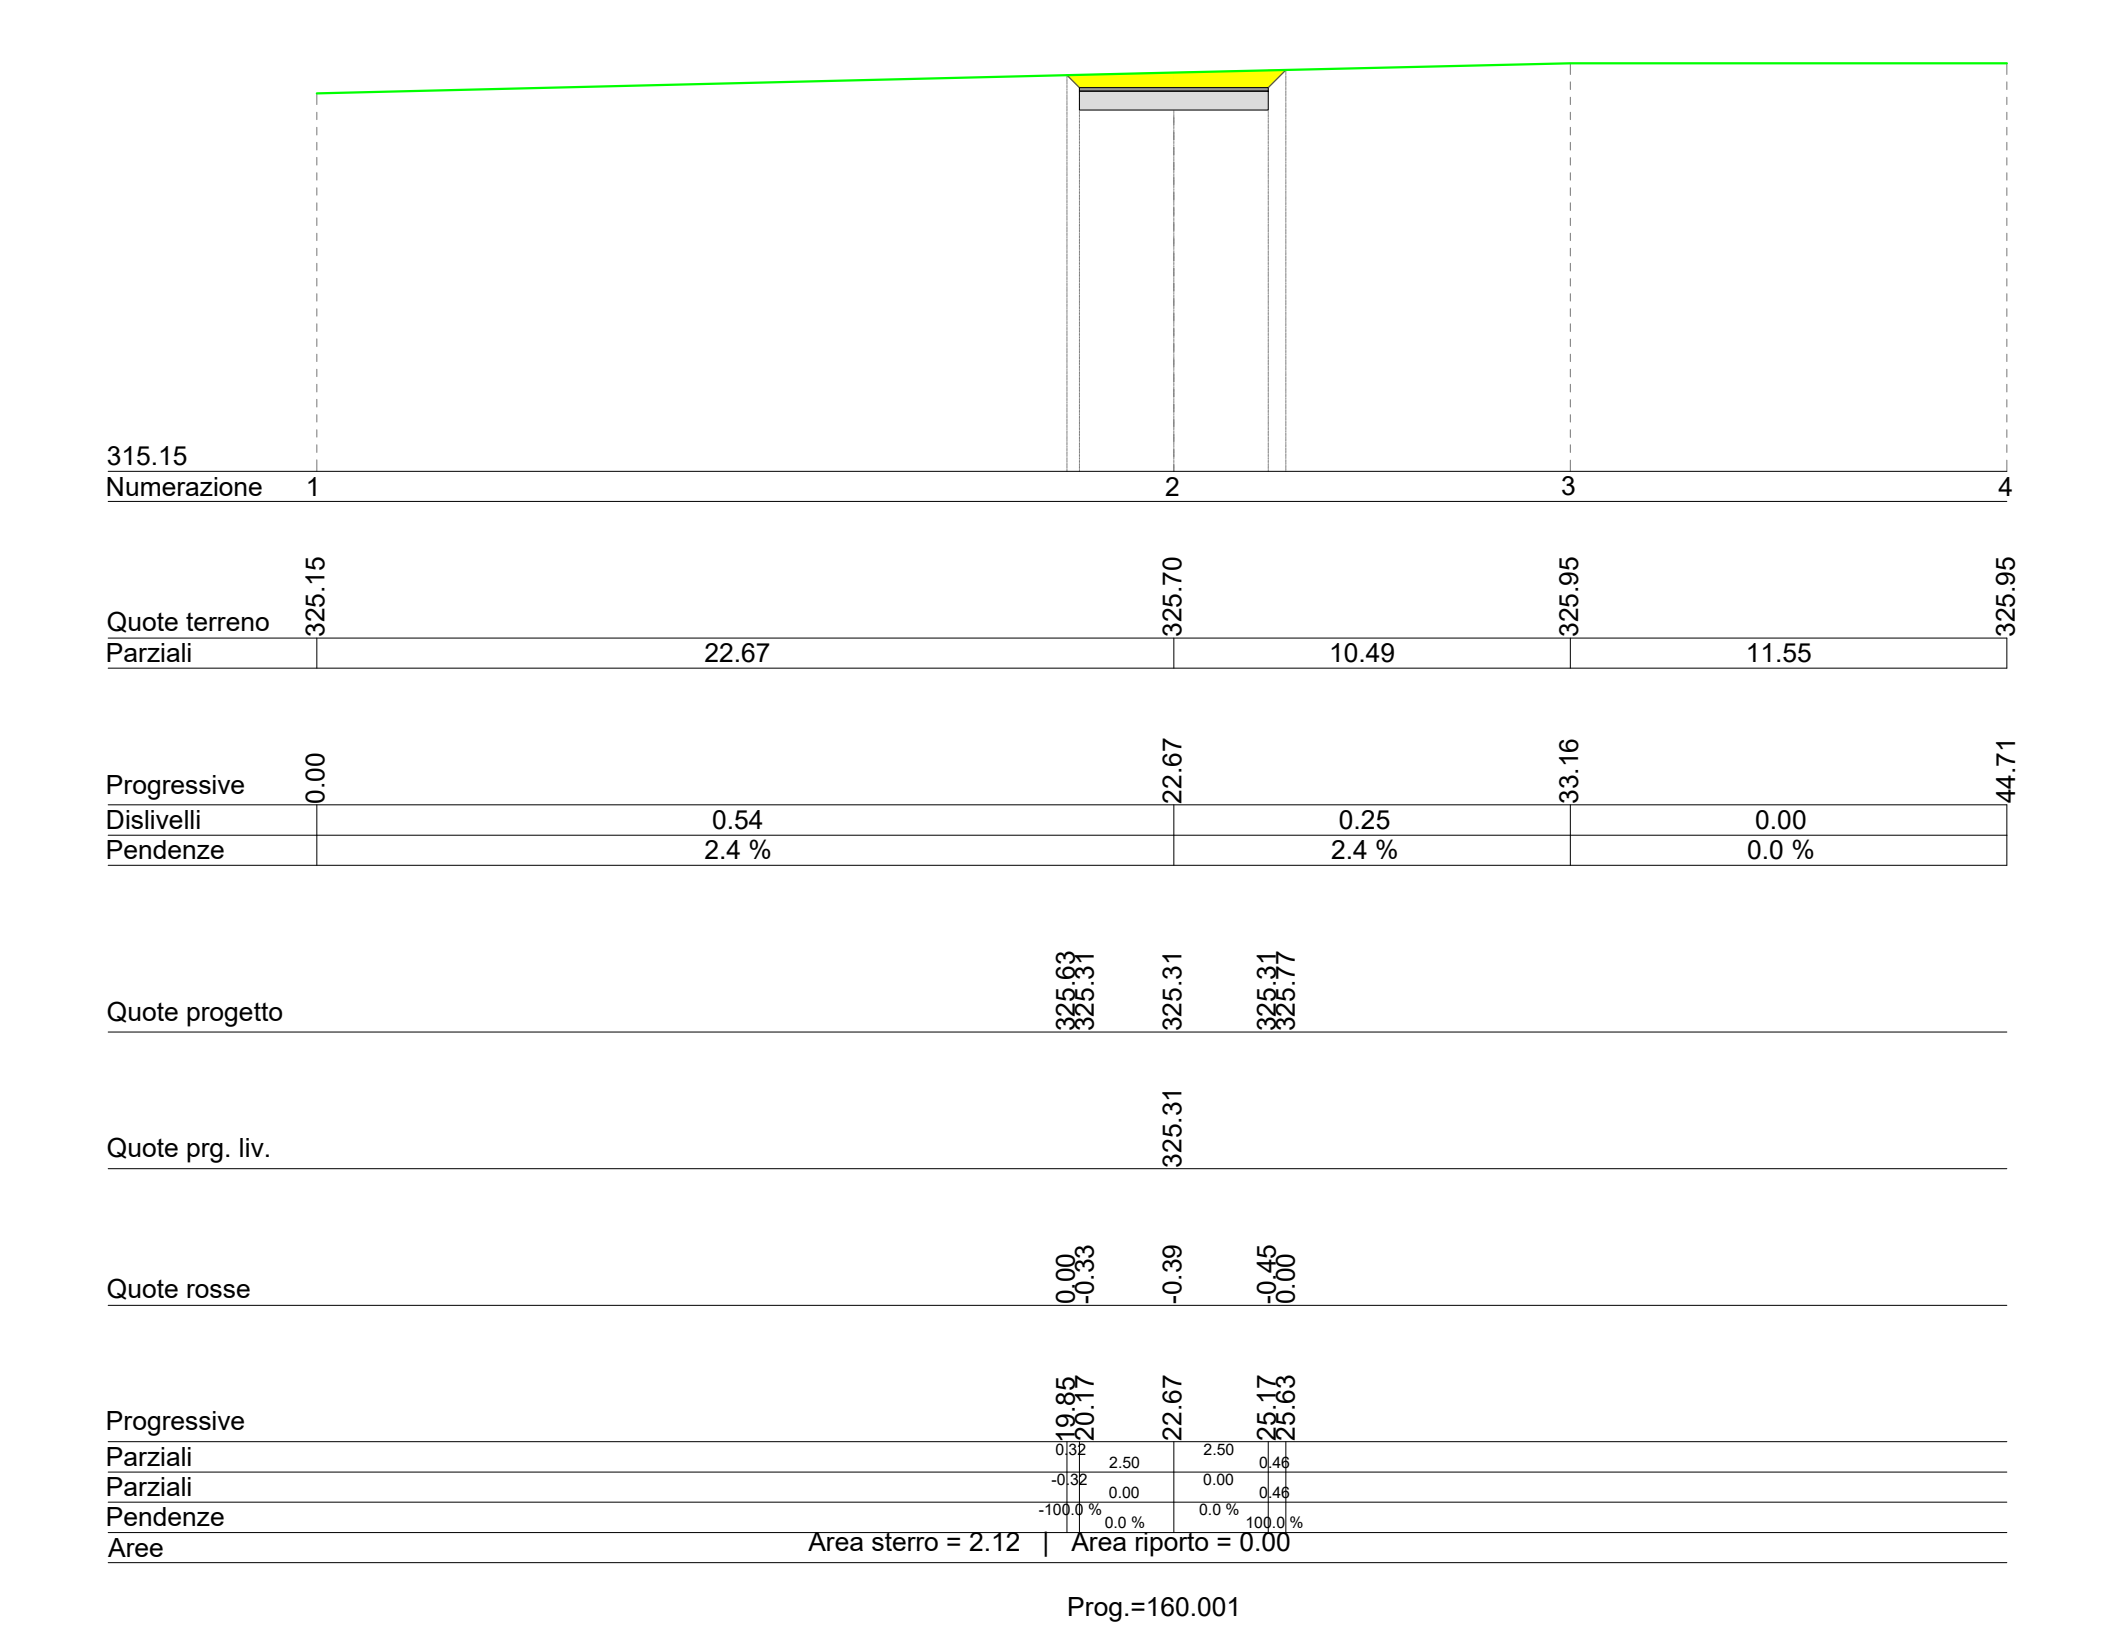 315.15
Numerazione 1 2 3 4
Quote terreno 325.15 325.70 325.95 325.95
Parziali 22.67 10.49 11.55
Progressive 0.00 22.67 33.16 44.71
Dislivelli 0.54 0.25 0.00
Pendenze 2.4 % 2.4 % 0.0 %
Quote progetto 325.63 325.31 325.31 325.31 325.77
Quote prg. liv. 325.31
Quote rosse 0.00 -0.33 -0.39 -0.45 0.00
Progressive 19.85 20.17 22.67 25.17 25.63
Parziali 0.32 2.50 2.50 0.46
Parziali -0.32 0.00 0.00 0.46
Pendenze -100.0 % 0.0 % 0.0 % 100.0 %
Aree Area sterro = 2.12 | Area riporto = 0.00
Prog.=160.001